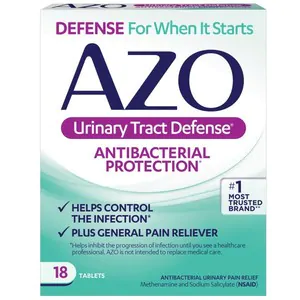 DEFENSE For When It Starts
AZO
Urinary Tract Defense®
ANTIBACTERIAL
PROTECTION*
✓ HELPS CONTROL
THE INFECTION*
✓ PLUS GENERAL PAIN RELIEVER
#1
MOST
TRUSTED
BRAND**
*Helps inhibit the progression of infection until you see a healthcare
professional. AZO is not intended to replace medical care.
18 TABLETS
ANTIBACTERIAL URINARY PAIN RELIEF
Methenamine and Sodium Salicylate (NSAID)